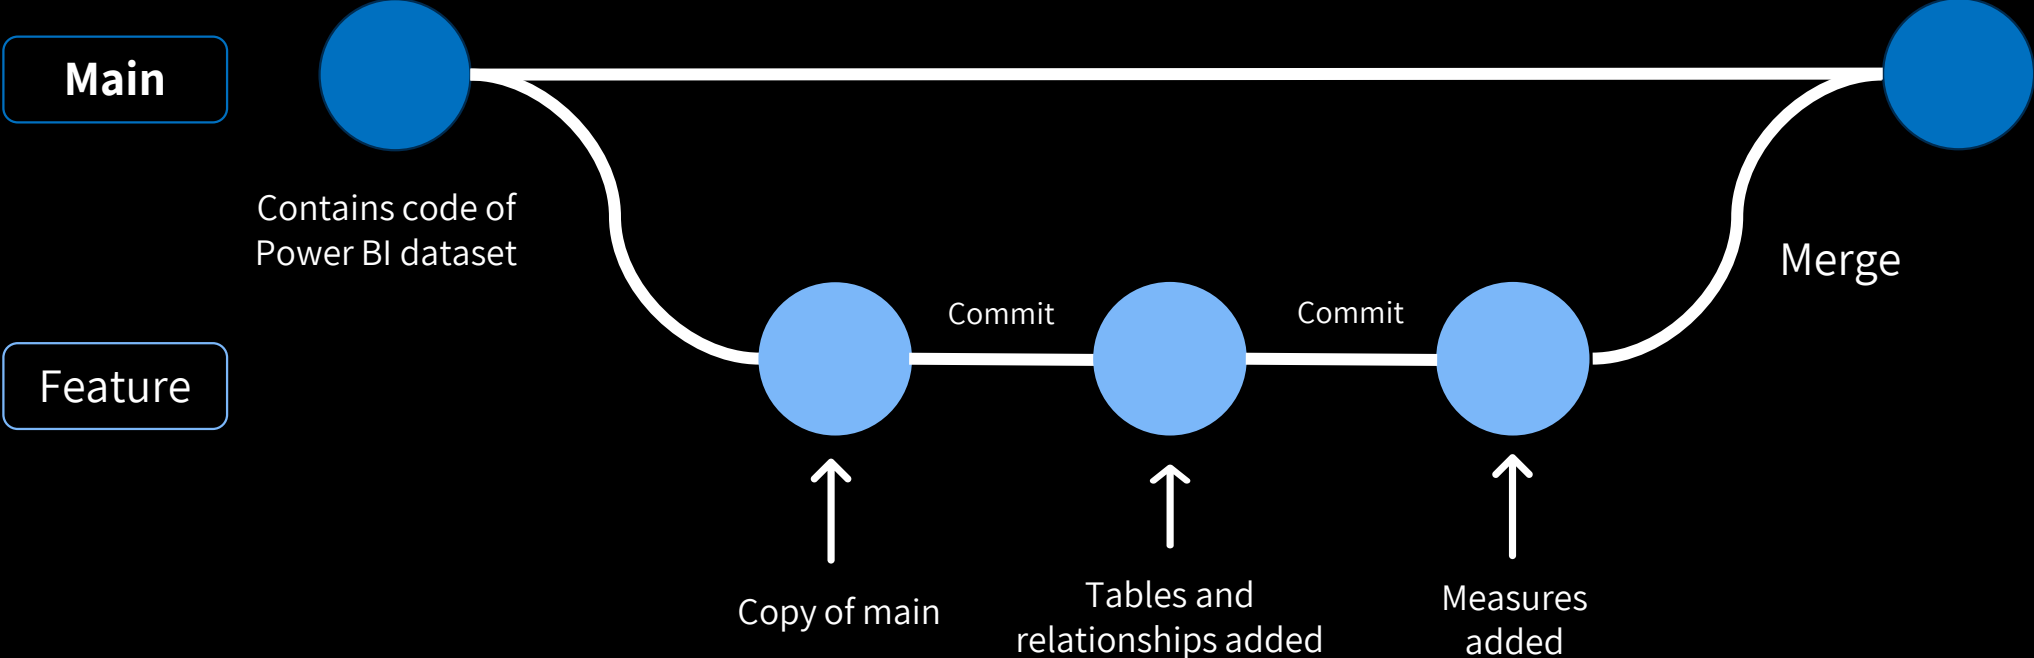 Main
Contains code of
Power BI dataset
Merge
Commit
Commit
Feature
Copy of main
Tables and
relationships added
Measures
added